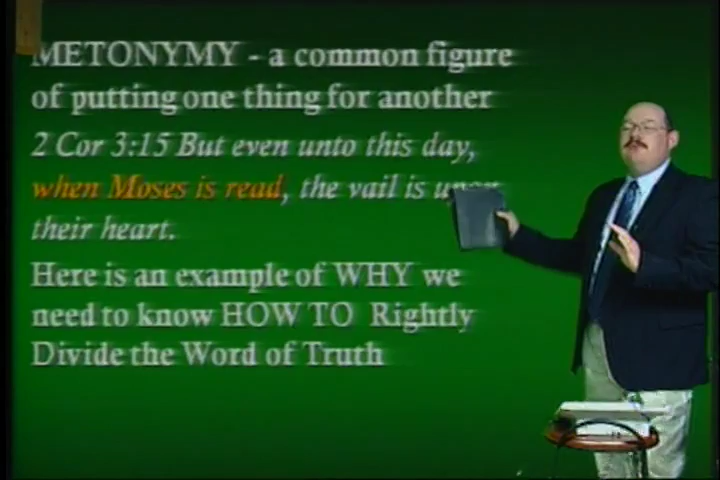 METONYMY - a common figure
of putting one thing for another
2 Cor 3:15 But even unto this day,
when Moses is read, the vail is upon
their heart.
Here is an example of WHY we
need to know HOW TO Rightly
Divide the Word of Truth